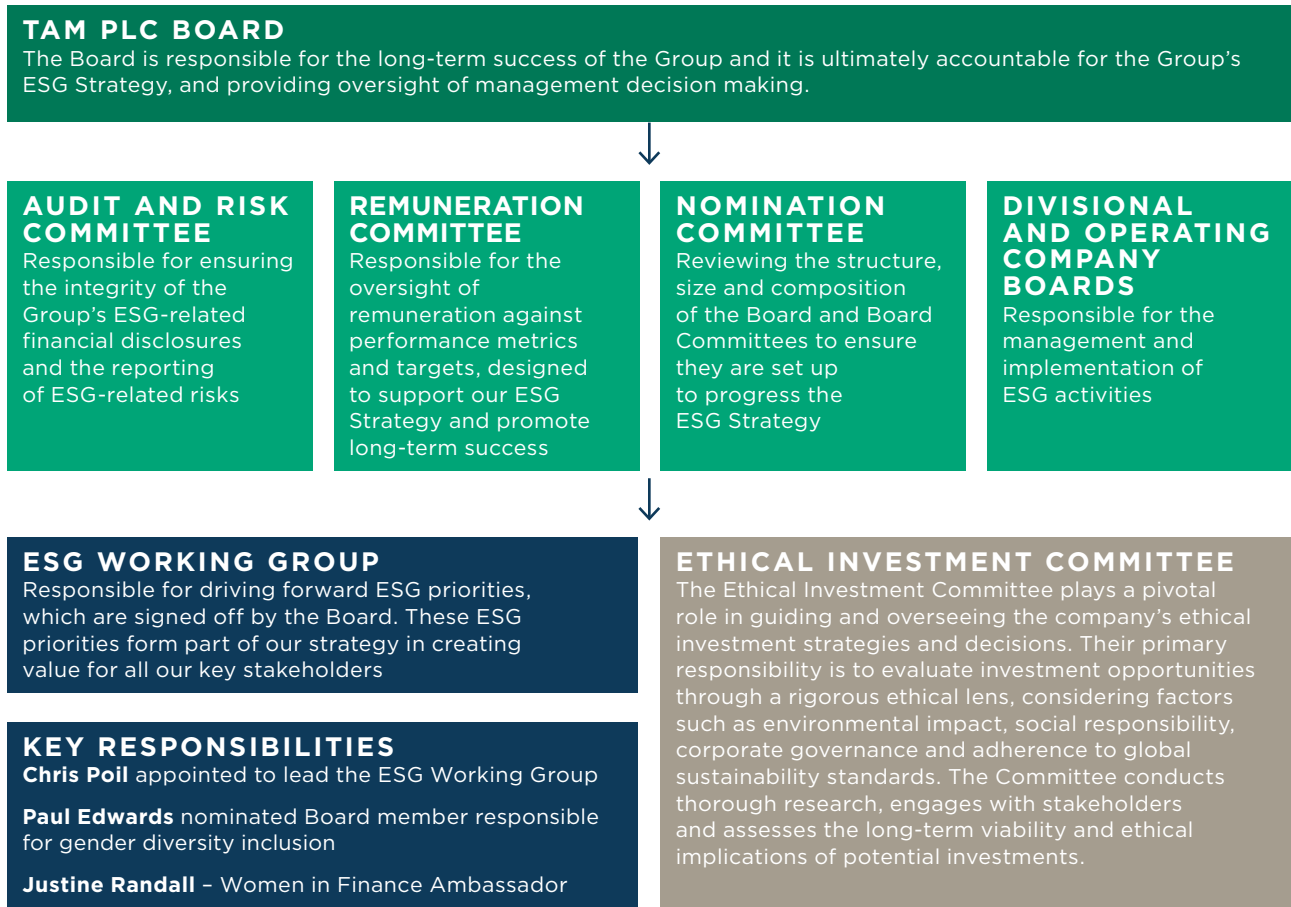 TAM PLC BOARD
The Board is responsible for the long-term success of the Group and it is ultimately accountable for the Group's
ESG Strategy, and providing oversight of management decision making.
AUDIT AND RISK
COMMITTEE
Responsible for ensuring
the integrity of the
Group's ESG-related
financial disclosures
and the reporting
of ESG-related risks
REMUNERATION
COMMITTEE
Responsible for the
oversight of
remuneration against
performance metrics
and targets, designed
to support our ESG
Strategy and promote
long-term success
NOMINATION
COMMITTEE
Reviewing the structure,
size and composition
of the Board and Board
Committees to ensure
they are set up
to progress the
ESG Strategy
DIVISIONAL
AND OPERATING
COMPANY
BOARDS
Responsible for the
management and
implementation of
ESG activities
ESG WORKING GROUP
Responsible for driving forward ESG priorities,
which are signed off by the Board. These ESG
priorities form part of our strategy in creating
value for all our key stakeholders
KEY RESPONSIBILITIES
Chris Poil appointed to lead the ESG Working Group
Paul Edwards nominated Board member responsible
for gender diversity inclusion
Justine Randall – Women in Finance Ambassador
ETHICAL INVESTMENT COMMITTEE
The Ethical Investment Committee plays a pivotal
role in guiding and overseeing the company's ethical
investment strategies and decisions. Their primary
responsibility is to evaluate investment opportunities
through a rigorous ethical lens, considering factors
such as environmental impact, social responsibility,
corporate governance and adherence to global
sustainability standards. The Committee conducts
thorough research, engages with stakeholders
and assesses the long-term viability and ethical
implications of potential investments.